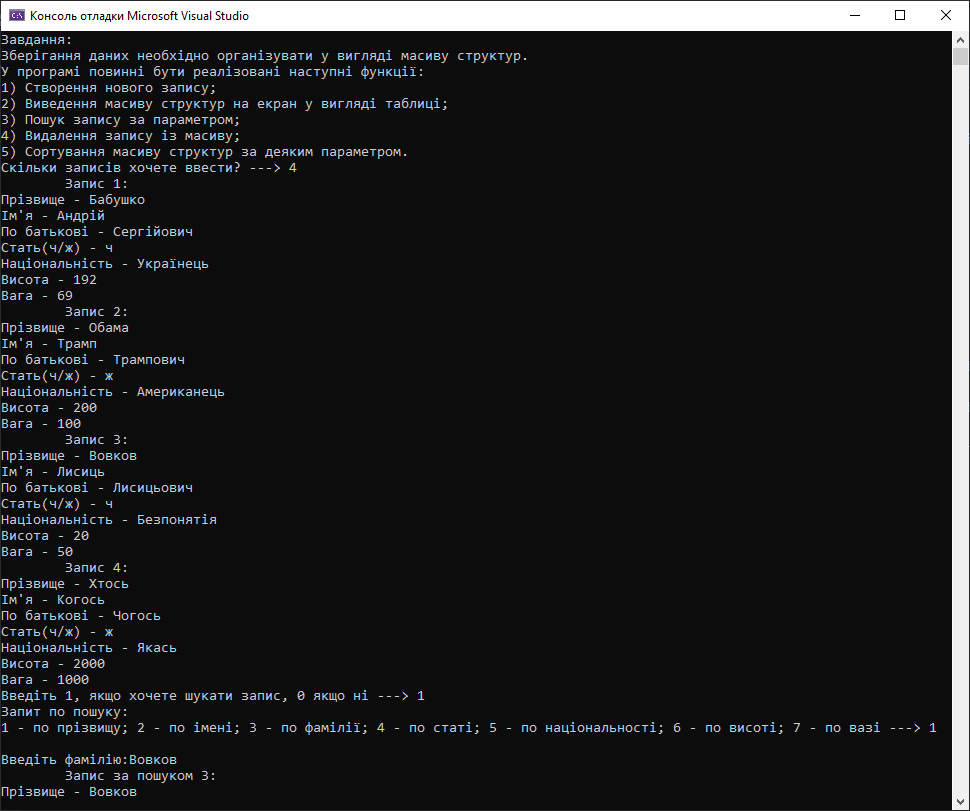 Консоль отладки Microsoft Visual Studio
Завдання:
Зберігання даних необхідно організувати у вигляді масиву структур.
У програмі повинні бути реалізовані наступні функції:
1) Створення нового запису;
2) Виведення масиву структур на екран у вигляді таблиці;
3) Пошук запису за параметром;
4) Видалення запису із масиву;
5) Сортування масиву структур за деяким параметром.
Скільки записів хочете ввести? ---> 4
Запис 1:
Прізвище - Бабушко
Ім'я - Андрій
По батькові - Сергійович
Стать(ч/ж) - ч
Національність - Українець
Висота - 192
Вага - 69
Запис 2:
Прізвище - Обама
Ім'я - Трамп
По батькові - Трампович
Стать(ч/ж) - ж
Національність - Американець
Висота - 200
Вага - 100
Запис 3:
Прізвище - Вовков
Ім'я - Лисиць
По батькові - Лисицьович
Стать(ч/ж) - ч
Національність - Безпонятія
Висота - 20
Вага - 50
Запис 4:
Прізвище - Хтось
Ім'я - Когось
По батькові - Чогось
Стать(ч/ж) - ж
Національність - Якась
Висота - 2000
Вага - 1000
Введіть 1, якщо хочете шукати запис, 0 якщо ні ---> 1
Запит по пошуку:
1 - по прізвищу; 2 - по імені; 3 - по фамілії; 4 - по статі; 5 - по національності; 6 - по висоті; 7 - по вазі ---> 1
Введіть фамілію:Вовков
Запис за пошуком 3:
Прізвище - Вовков